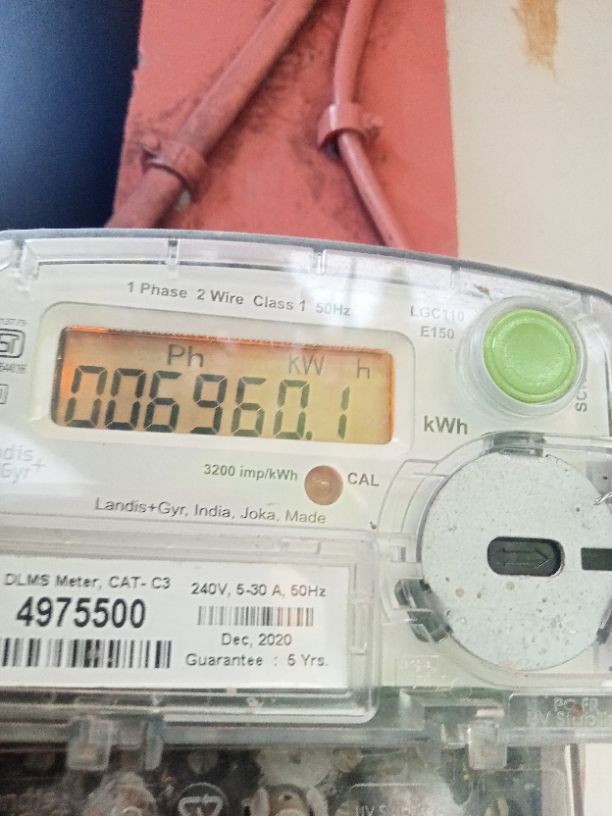 1 Phase 2 Wire Class 1 50Hz
LGC110
E150
Ph kW h
006960.1
kWh
3200 imp/kWh
CAL
Landis+Gyr, India, Joka, Made
DLMS Meter, CAT- C3
4975500
240V, 5-30 A, 50Hz
Dec, 2020
Guarantee : 5 Yrs.